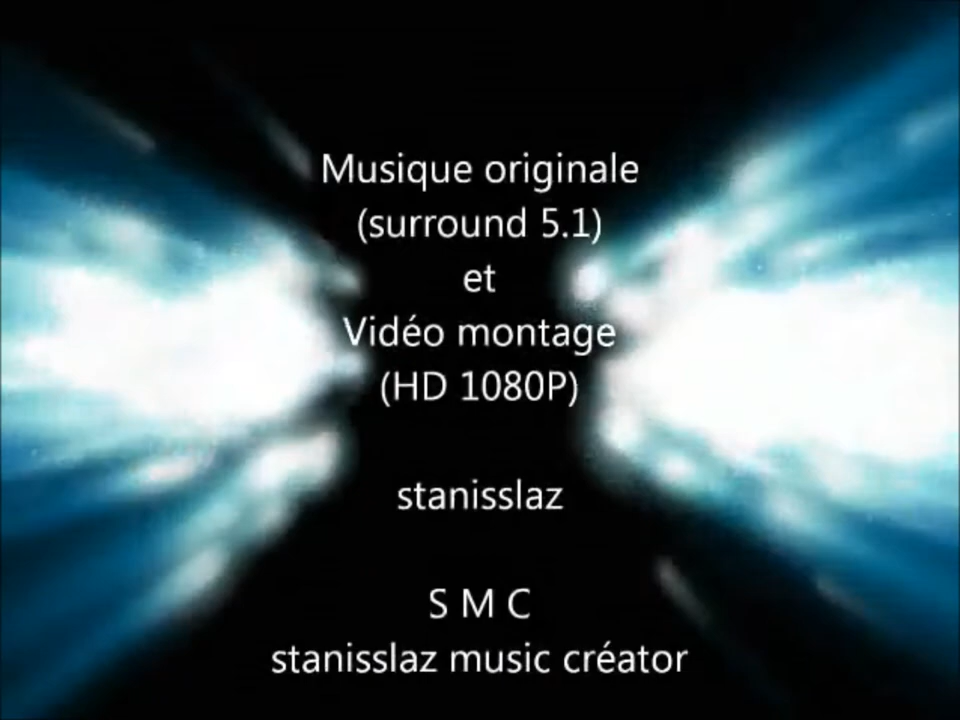 Musique originale
(surround 5.1)
et
Vidéo montage
(HD 1080P)
stanisslaz
S M C
stanisslaz music créator